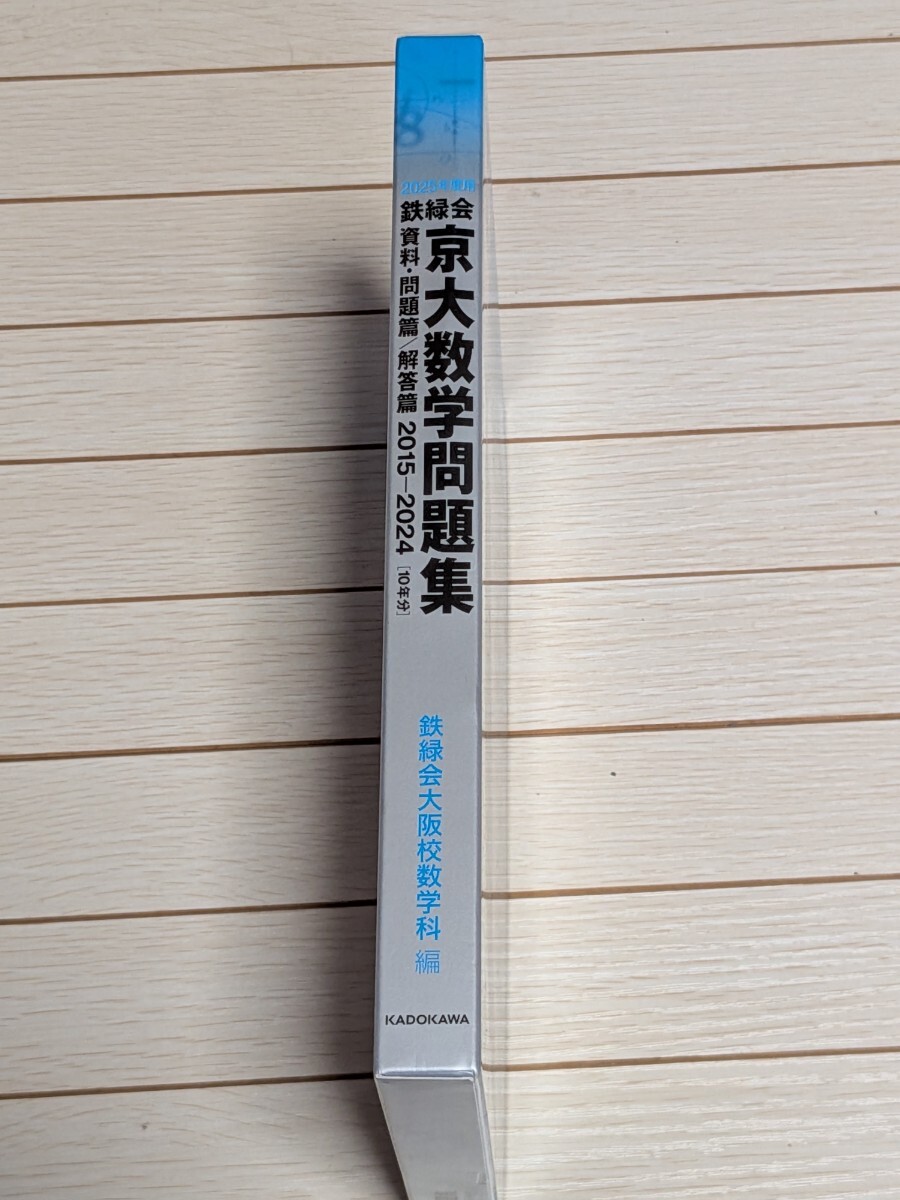 2025年度用
鉄緑会
京大数学問題集
資料・問題篇／解答篇 2015–2024 [10年分]
鉄緑会大阪校数学科 編
KADOKAWA